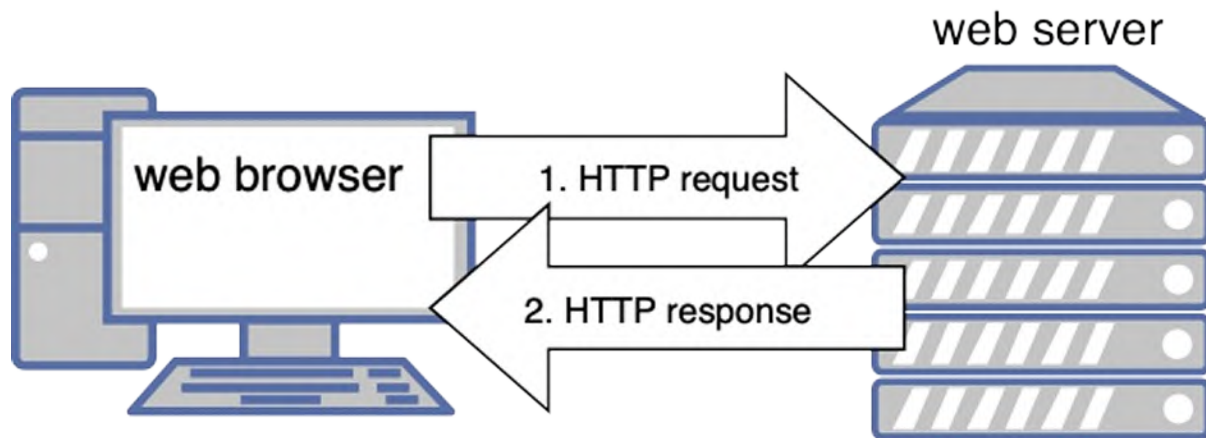 web server
web browser
1. HTTP request
2. HTTP response